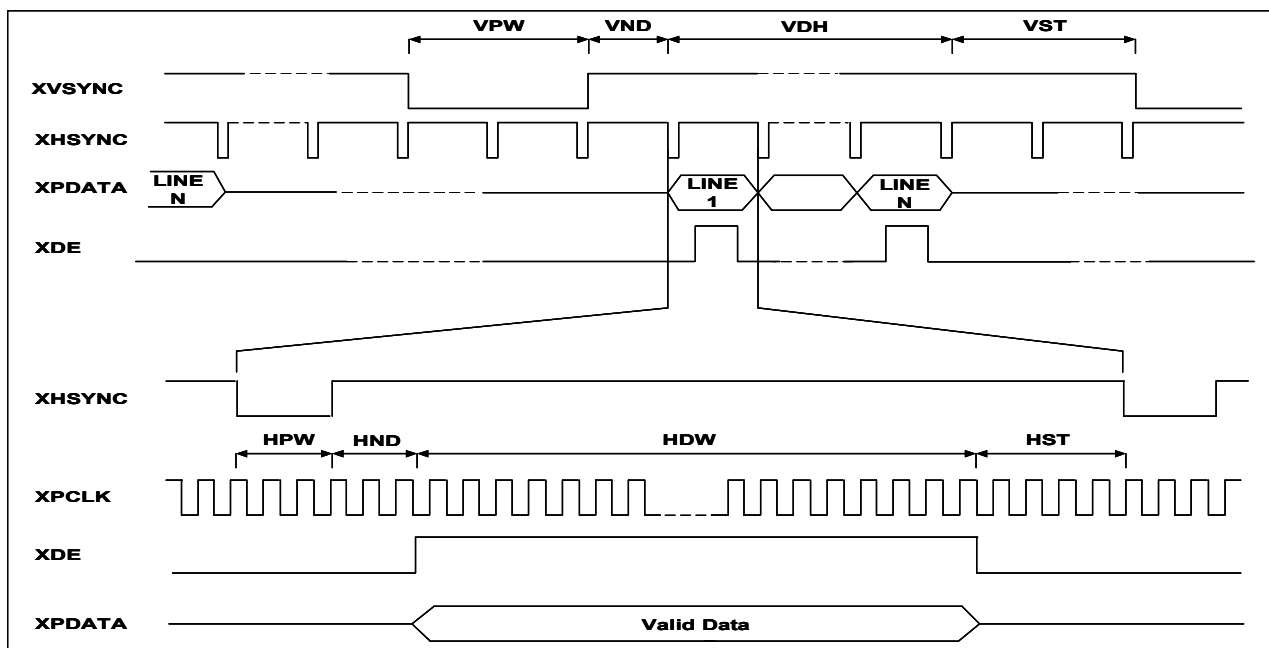 VPW VND VDH VST
XVSYNC
XHSYNC
XPDATA LINE N LINE 1 LINE N
XDE
XHSYNC
HPW HND HDW HST
XPCLK
XDE
XPDATA Valid Data